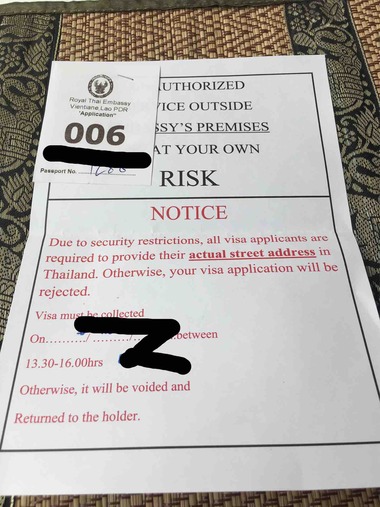 Royal Thai Embassy
Vientiane, Lao PDR
"Application"
006
Passport No.
UTHORIZED
VICE OUTSIDE
SSY'S PREMISES
AT YOUR OWN
RISK
NOTICE
Due to security restrictions, all visa applicants are
required to provide their actual street address in
Thailand. Otherwise, your visa application will be
rejected.
Visa must be collected
On........../........../.......between
13.30-16.00hrs
Otherwise, it will be voided and
Returned to the holder.